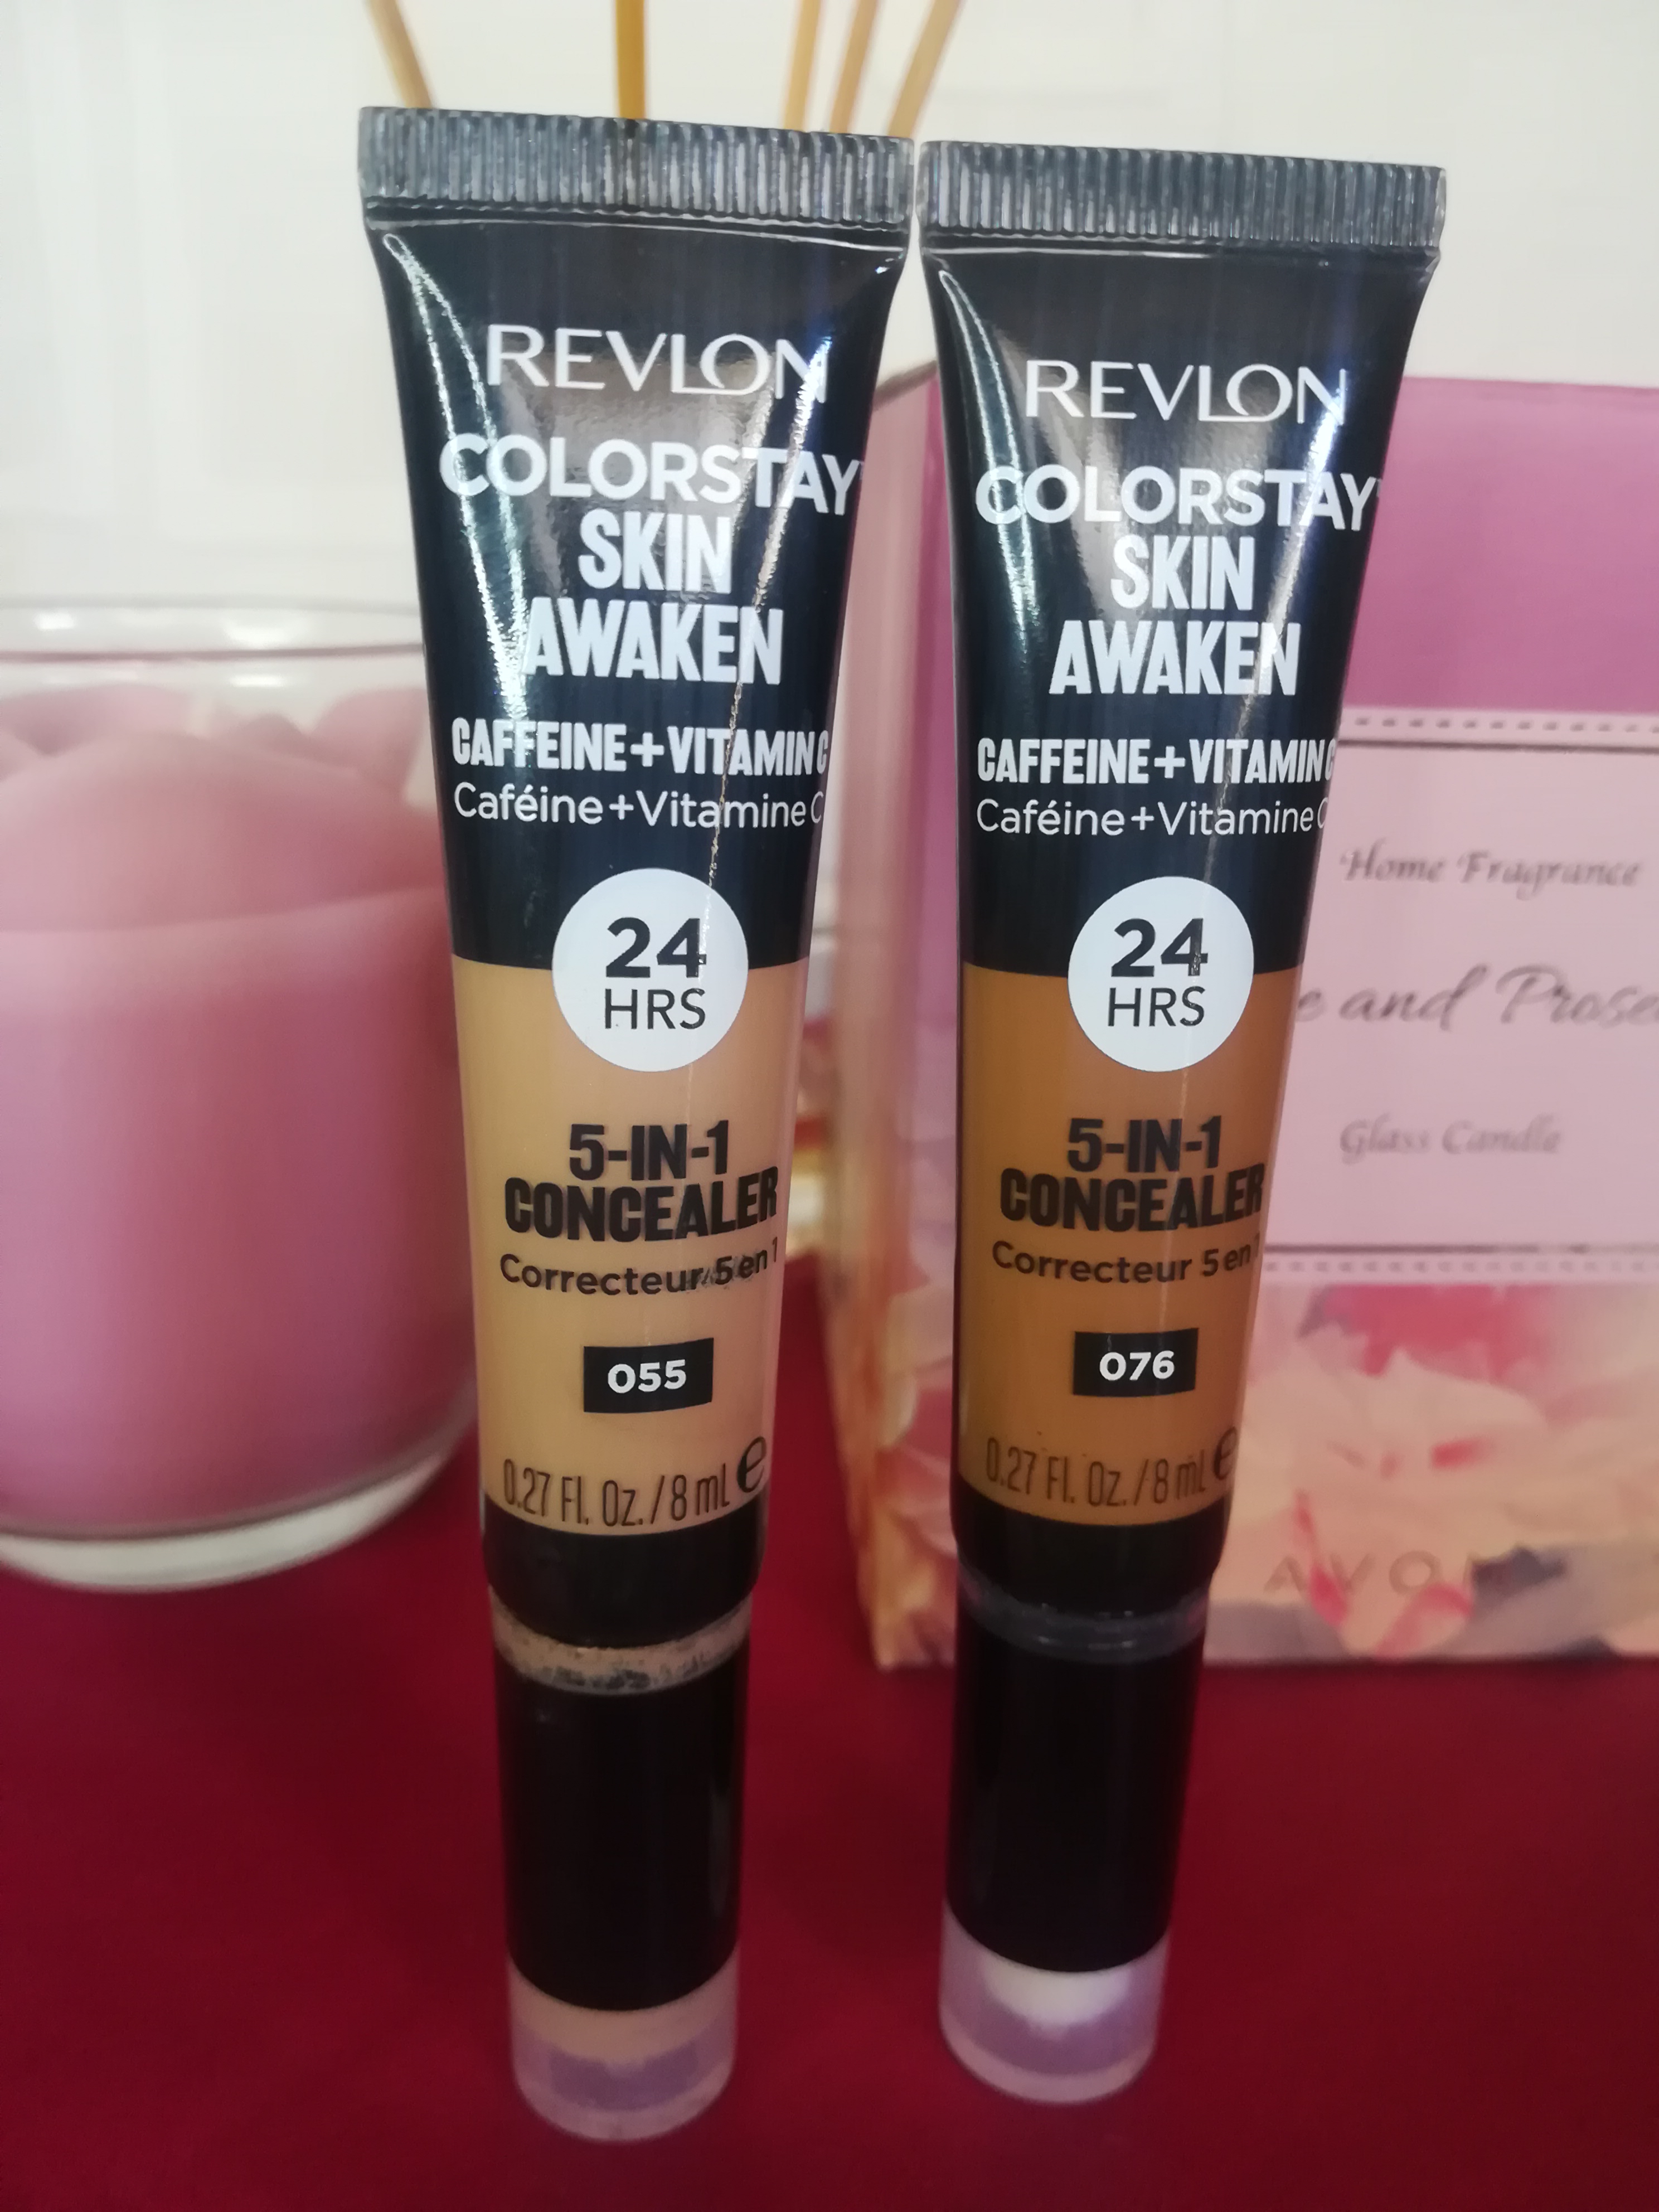 REVLON
COLORSTAY
SKIN
AWAKEN
CAFFEINE+VITAMIN C
Caféine+Vitamine C
24
HRS
5-IN-1
CONCEALER
Correcteur 5 en 1
055
0.27 Fl. Oz. / 8 mL e
REVLON
COLORSTAY
SKIN
AWAKEN
CAFFEINE+VITAMIN C
Caféine+Vitamine C
24
HRS
5-IN-1
CONCEALER
Correcteur 5 en 1
076
0.27 Fl. Oz. / 8 mL e
Home Fragrance
and
Glass Candle
AVON